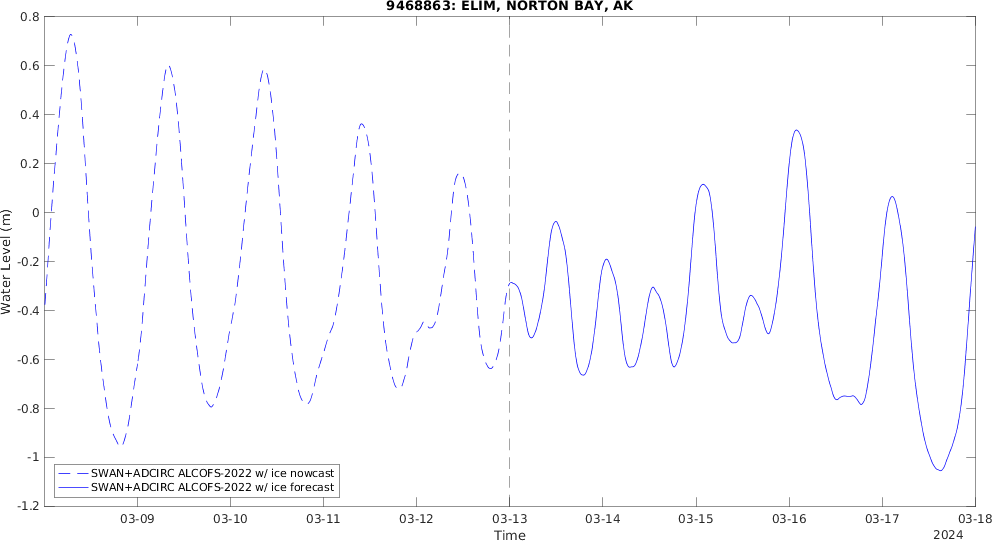 9468863: ELIM, NORTON BAY, AK
0.8
0.6
0.4
0.2
0
-0.2
-0.4
-0.6
-0.8
-1
-1.2
Water Level (m)
SWAN+ADCIRC ALCOFS-2022 w/ ice nowcast
SWAN+ADCIRC ALCOFS-2022 w/ ice forecast
03-09 03-10 03-11 03-12 03-13 03-14 03-15 03-16 03-17 03-18
Time
2024